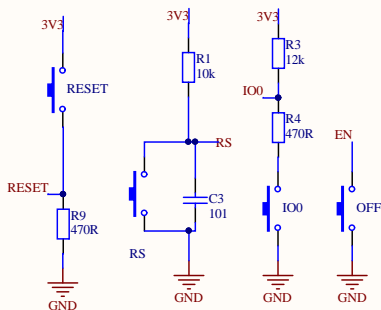 3V3
RESET
RESET
R9
470R
GND
3V3
R1
10k
RS
C3
101
RS
GND
3V3
R3
12k
IO0
R4
470R
IO0
GND
EN
OFF
GND